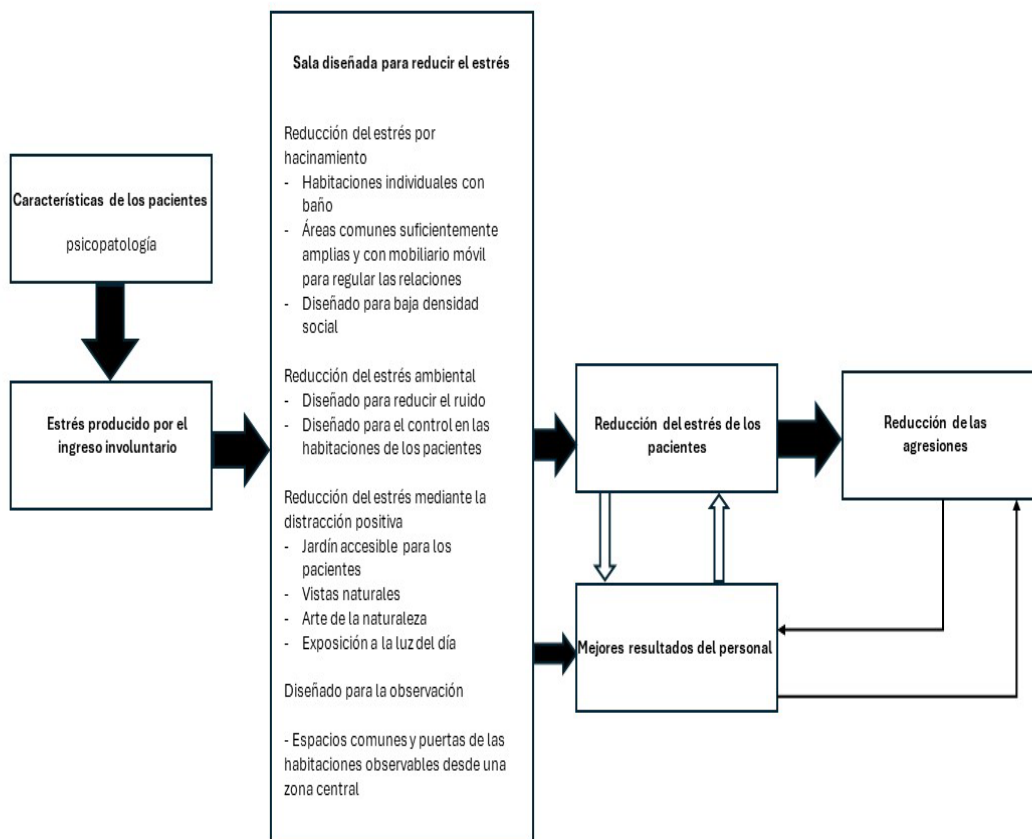 Características de los pacientes
psicopatología
Estrés producido por el
ingreso involuntario
Sala diseñada para reducir el estrés
Reducción del estrés por
hacinamiento
- Habitaciones individuales con
baño
- Áreas comunes suficientemente
amplias y con mobiliario móvil
para regular las relaciones
- Diseñado para baja densidad
social
Reducción del estrés ambiental
- Diseñado para reducir el ruido
- Diseñado para el control en las
habitaciones de los pacientes
Reducción del estrés mediante la
distracción positiva
- Jardín accesible para los
pacientes
- Vistas naturales
- Arte de la naturaleza
- Exposición a la luz del día
Diseñado para la observación
- Espacios comunes y puertas de las
habitaciones observables desde una
zona central
Reducción del estrés de los
pacientes
Mejores resultados del personal
Reducción de las
agresiones